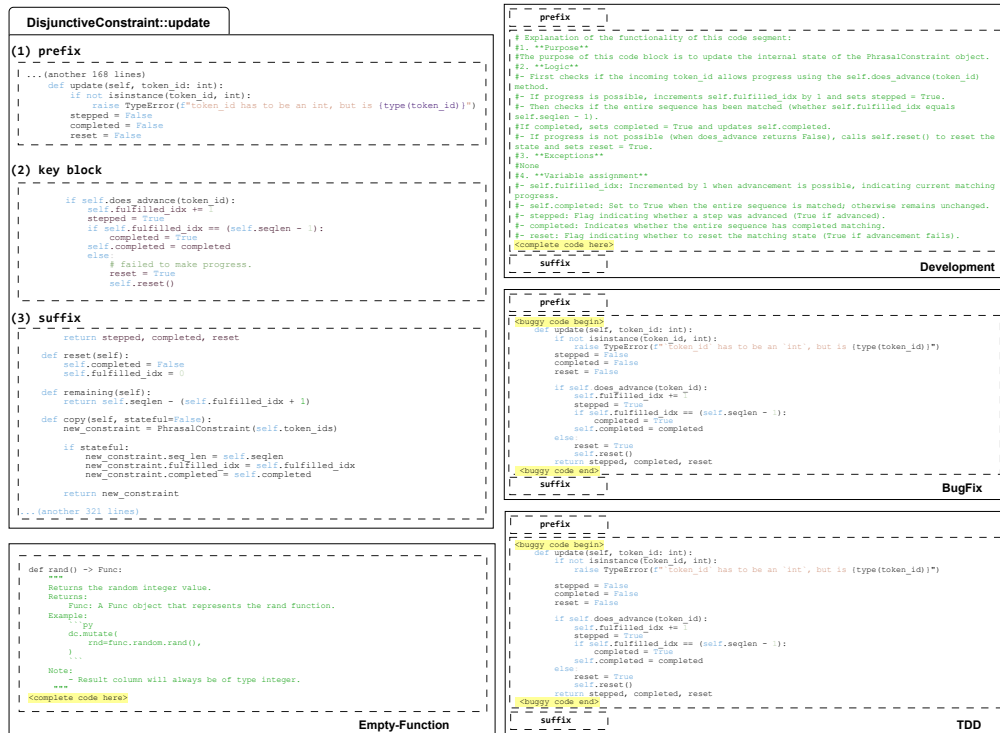 DisjunctiveConstraint::update
(1) prefix
...(another 168 lines)
def update(self, token_id: int):
if not isinstance(token_id, int):
raise TypeError(f"token_id has to be an int, but is {type(token_id)}")
stepped = False
completed = False
reset = False
(2) key block
if self.does_advance(token_id):
self.fulfilled_idx += 1
stepped = True
if self.fulfilled_idx == (self.seqlen - 1):
completed = True
self.completed = completed
else:
# failed to make progress.
reset = True
self.reset()
(3) suffix
return stepped, completed, reset
def reset(self):
self.completed = False
self.fulfilled_idx = 0
def remaining(self):
return self.seqlen - (self.fulfilled_idx + 1)
def copy(self, stateful=False):
new_constraint = PhrasalConstraint(self.token_ids)
if stateful:
new_constraint.seq_len = self.seqlen
new_constraint.fulfilled_idx = self.fulfilled_idx
new_constraint.completed = self.completed
return new_constraint
...(another 321 lines)
def rand() -> Func:
"""
Returns the random integer value.
Returns:
Func: A Func object that represents the rand function.
Example:
```py
dc.mutate(
rnd=func.random.rand(),
)
```
Note:
- Result column will always be of type integer.
"""
<complete code here>
Empty-Function
prefix
# Explanation of the functionality of this code segment:
#1. **Purpose**
#The purpose of this code block is to update the internal state of the PhrasalConstraint object.
#2. **Logic**
#- First checks if the incoming token_id allows progress using the self.does_advance(token_id)
method.
#- If progress is possible, increments self.fulfilled_idx by 1 and sets stepped = True.
#- Then checks if the entire sequence has been matched (whether self.fulfilled_idx equals
self.seqlen - 1).
#If completed, sets completed = True and updates self.completed.
#- If progress is not possible (when does_advance returns False), calls self.reset() to reset the
state and sets reset = True.
#3. **Exceptions**
#None
#4. **Variable assignment**
#- self.fulfilled_idx: Incremented by 1 when advancement is possible, indicating current matching
progress.
#- self.completed: Set to True when the entire sequence is matched; otherwise remains unchanged.
#- stepped: Flag indicating whether a step was advanced (True if advanced).
#- completed: Indicates whether the entire sequence has completed matching.
#- reset: Flag indicating whether to reset the matching state (True if advancement fails).
<complete code here>
suffix
Development
prefix
<buggy code begin>
def update(self, token_id: int):
if not isinstance(token_id, int):
raise TypeError(f"`token_id` has to be an `int`, but is {type(token_id)}")
stepped = False
completed = False
reset = False
if self.does_advance(token_id):
self.fulfilled_idx += 1
stepped = True
if self.fulfilled_idx == (self.seqlen - 1):
completed = True
self.completed = completed
else:
reset = True
self.reset()
return stepped, completed, reset
<buggy code end>
suffix
BugFix
prefix
<buggy code begin>
def update(self, token_id: int):
if not isinstance(token_id, int):
raise TypeError(f"`token_id` has to be an `int`, but is {type(token_id)}")
stepped = False
completed = False
reset = False
if self.does_advance(token_id):
self.fulfilled_idx += 1
stepped = True
if self.fulfilled_idx == (self.seqlen - 1):
completed = True
self.completed = completed
else:
reset = True
self.reset()
return stepped, completed, reset
<buggy code end>
suffix
TDD